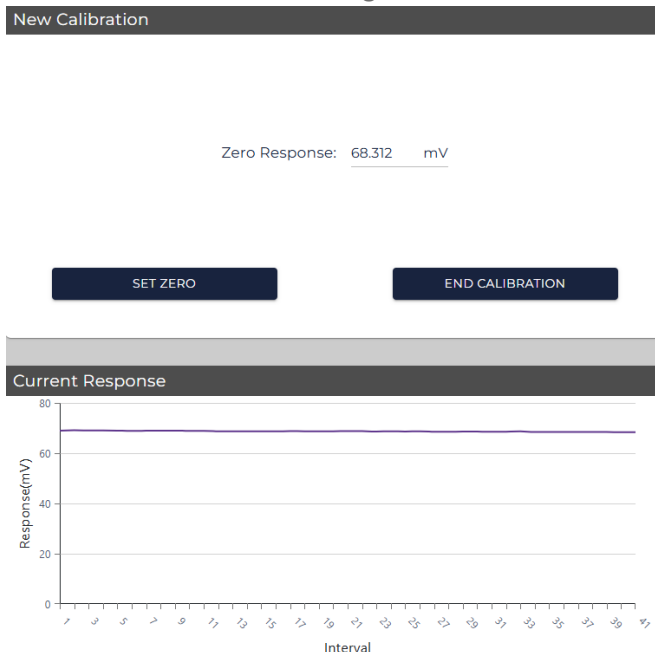 New Calibration
Zero Response: 68.312 mV
SET ZERO END CALIBRATION
Current Response
80
60
40
20
0
Response(mV)
1 3 5 7 9 11 13 15 17 19 21 23 25 27 29 31 33 35 37 39 41
Interval